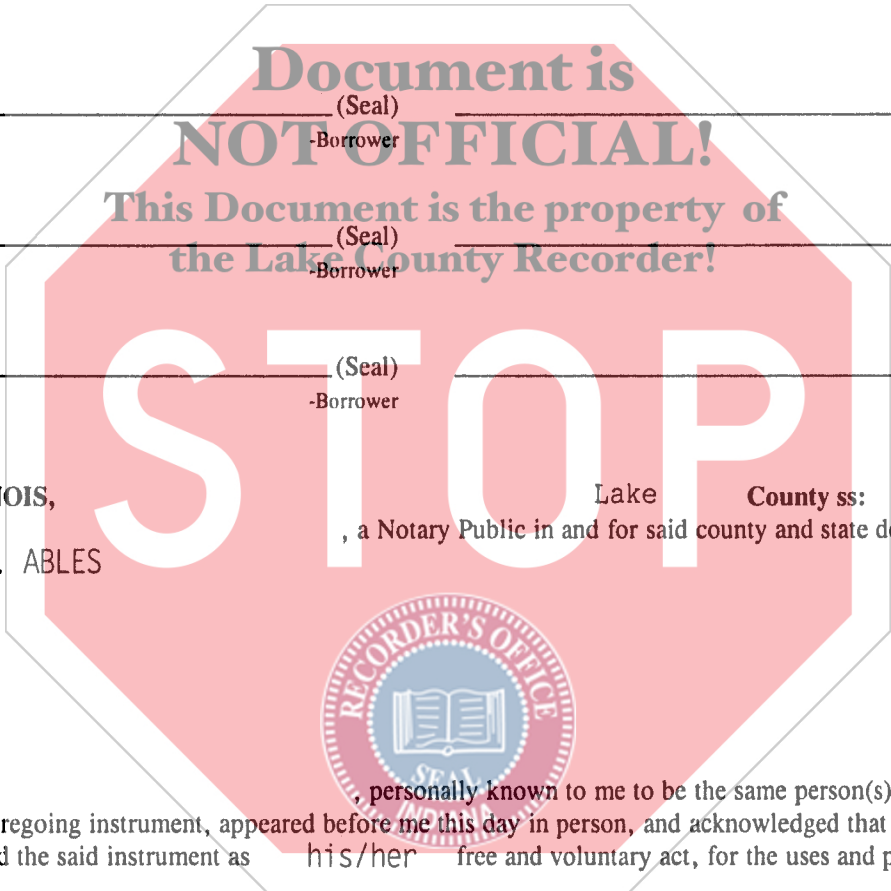 Document is
(Seal)
-Borrower
NOT OFFICIAL!
This Document is the property of
(Seal)
-Borrower
the Lake County Recorder!
STOP
(Seal)
-Borrower
NOIS, Lake County ss:
, a Notary Public in and for said county and state d
. ABLES
RECORDER'S OFFICE
SEAL
INDIANA
, personally known to me to be the same person(s)
regoing instrument, appeared before me this day in person, and acknowledged that
d the said instrument as his/her free and voluntary act, for the uses and p